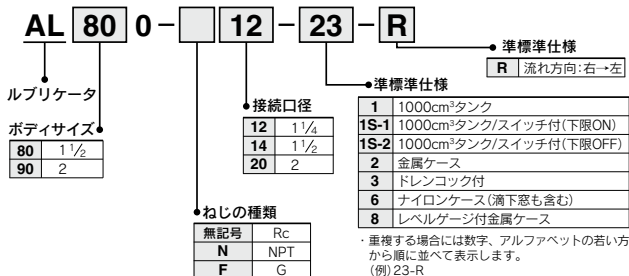 AL 80 0 - 12 - 23 - R
ルブリケータ
ボディサイズ
80 1 1/2
90 2
接続口径
12 1 1/4
14 1 1/2
20 2
ねじの種類
無記号 Rc
N NPT
F G
準標準仕様
R 流れ方向:右→左
準標準仕様
1 1000cm³タンク
1S-1 1000cm³タンク/スイッチ付(下限ON)
1S-2 1000cm³タンク/スイッチ付(下限OFF)
2 金属ケース
3 ドレンコック付
6 ナイロンケース(滴下窓も含む)
8 レベルゲージ付金属ケース
・重複する場合には数字、アルファベットの若い方
から順に並べて表示します。
(例)23-R